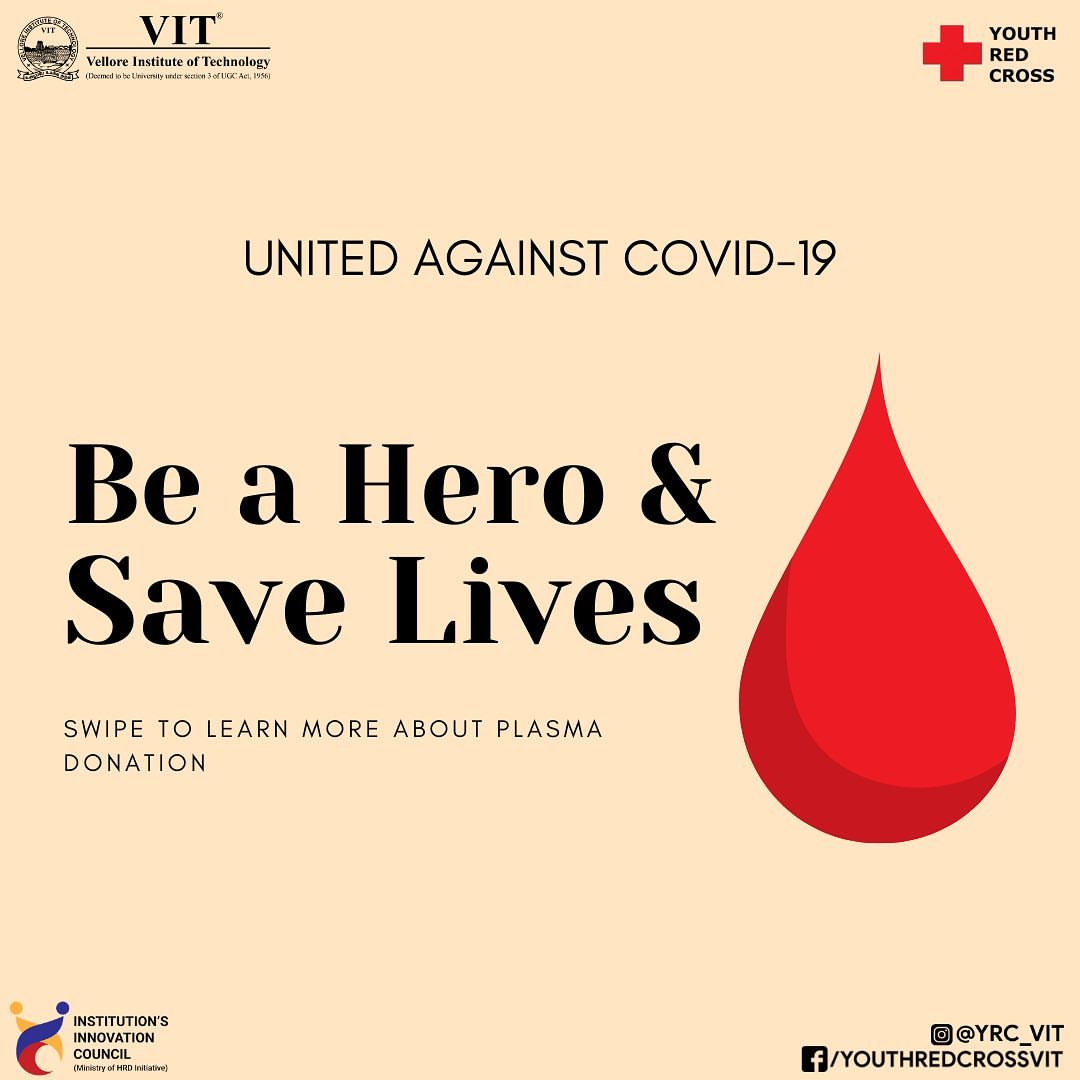 VIT®
Vellore Institute of Technology
(Deemed to be University under section 3 of UGC Act, 1956)
VIT
YOUTH
RED
CROSS
UNITED AGAINST COVID-19
Be a Hero &
Save Lives
SWIPE TO LEARN MORE ABOUT PLASMA
DONATION
INSTITUTION'S
INNOVATION
COUNCIL
(Ministry of HRD Initiative)
@YRC_VIT
/YOUTHREDCROSSVIT